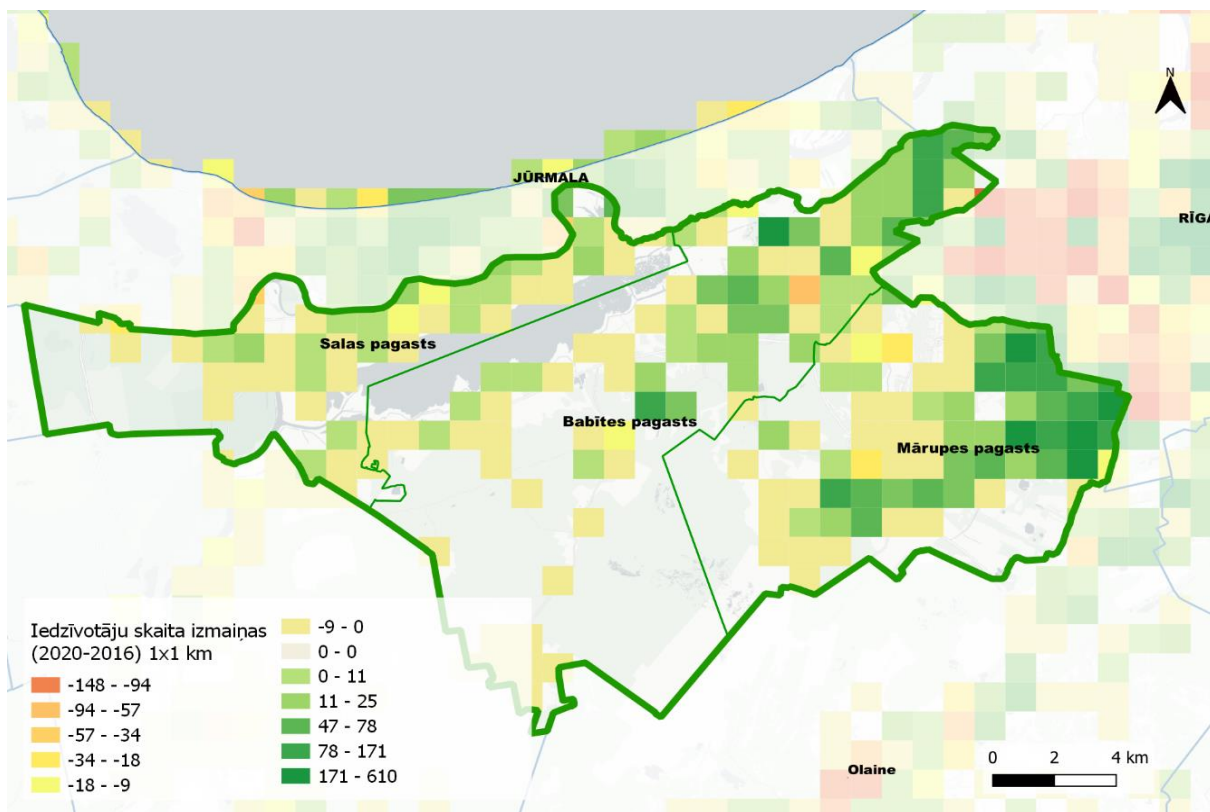 N
JŪRMALA
RĪGA
Salas pagasts
Babītes pagasts
Mārupes pagasts
Iedzīvotāju skaita izmaiņas
(2020-2016) 1x1 km
-148 - -94
-94 - -57
-57 - -34
-34 - -18
-18 - -9
-9 - 0
0 - 0
0 - 11
11 - 25
47 - 78
78 - 171
171 - 610
Olaine
0 2 4 km